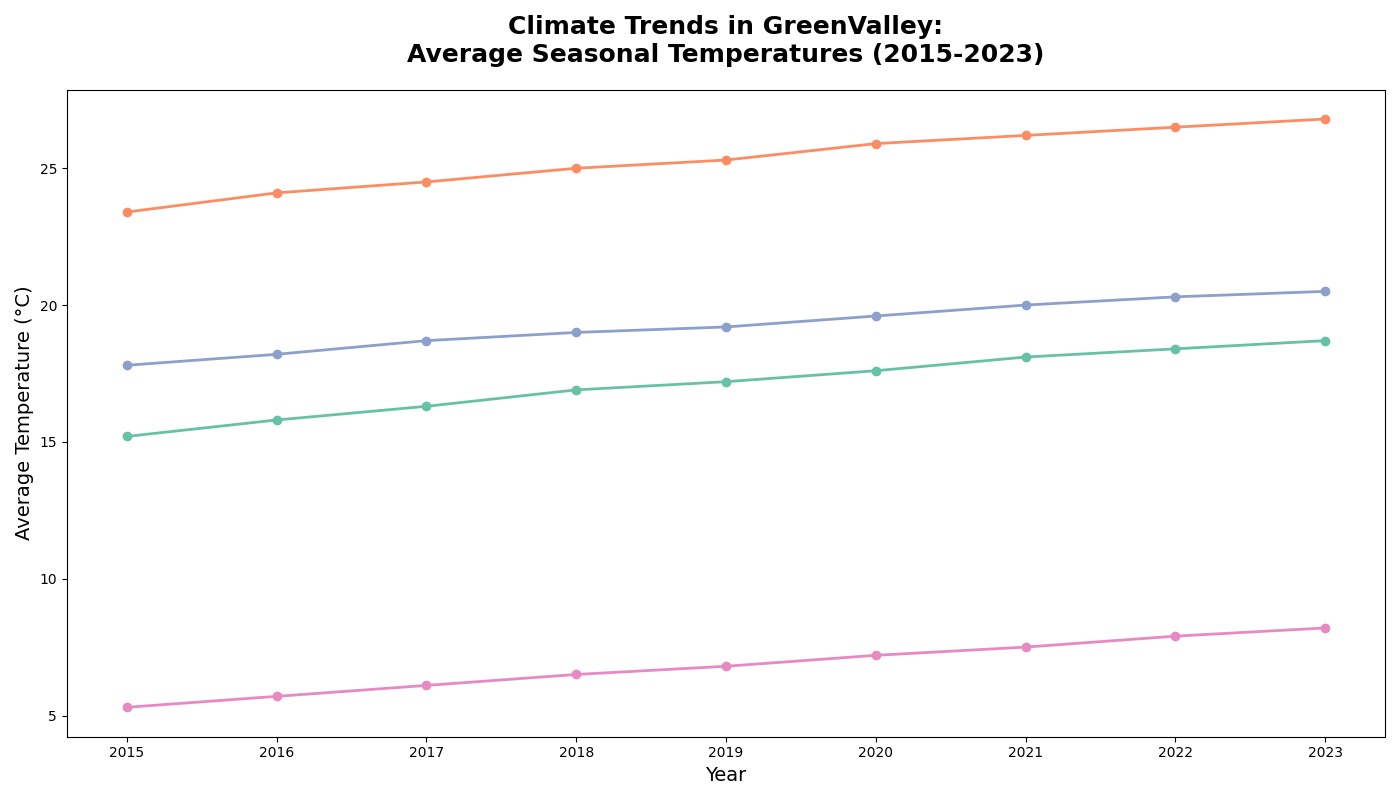 Climate Trends in GreenValley:
Average Seasonal Temperatures (2015-2023)
Average Temperature (°C)
25
20
15
10
5
2015 2016 2017 2018 2019 2020 2021 2022 2023
Year